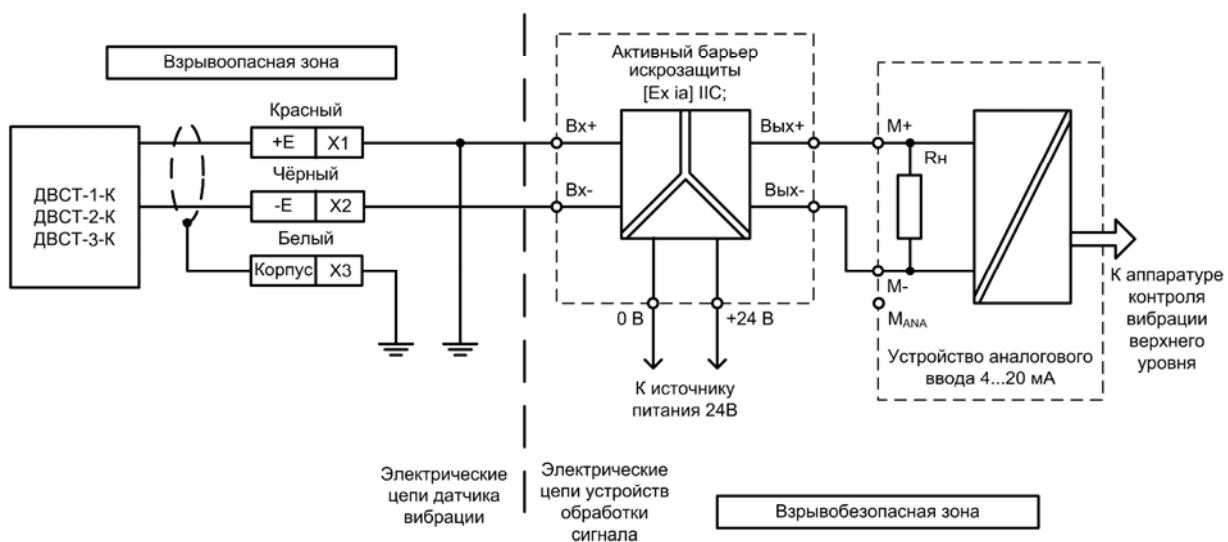 Взрывоопасная зона
ДВСТ-1-К
ДВСТ-2-К
ДВСТ-3-К
Красный
+Е X1
Чёрный
-Е X2
Белый
Корпус X3
Активный барьер
искрозащиты
[Ex ia] IIC;
Вх+
Вх-
Вых+
Вых-
0 В
+24 В
К источнику
питания 24В
М+
Rн
М-
MANA
Устройство аналогового
ввода 4...20 мА
К аппаратуре
контроля
вибрации
верхнего
уровня
Электрические
цепи датчика
вибрации
Электрические
цепи устройств
обработки
сигнала
Взрывобезопасная зона